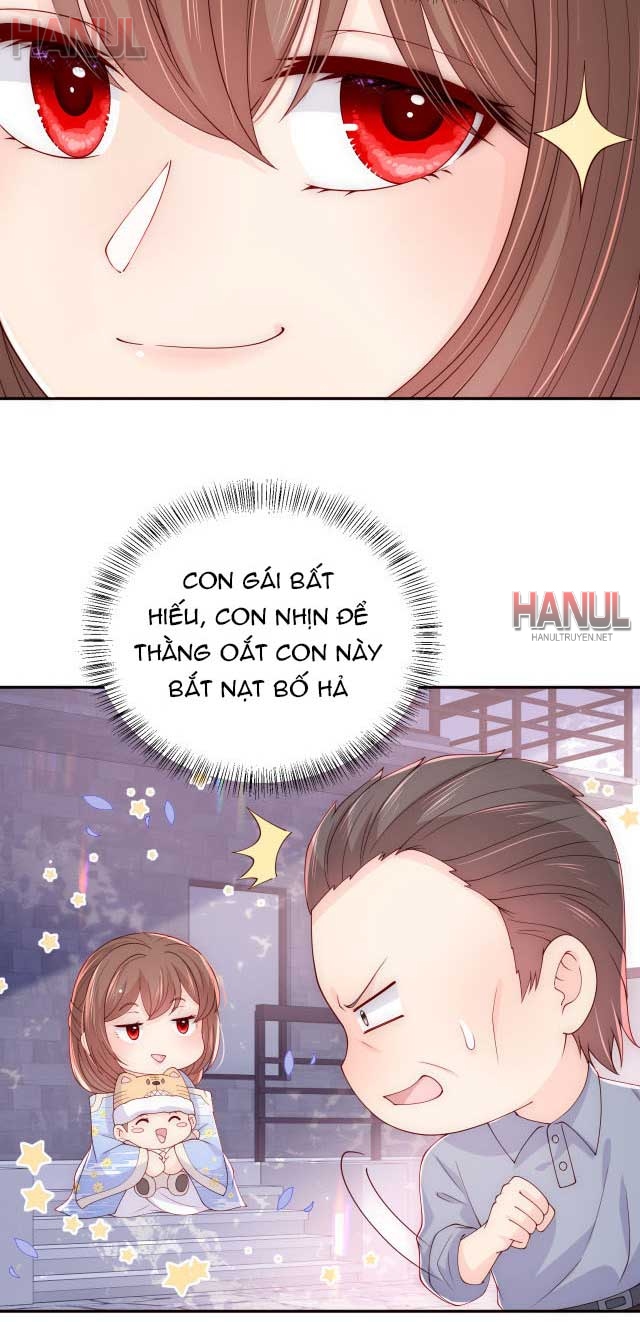 HANUL
CON GÁI BẤT
HIẾU, CON NHỊN ĐỂ
THẰNG OẮT CON NÀY
BẮT NẠT BỐ HẢ
HANUL
HANULTRUYEN.NET